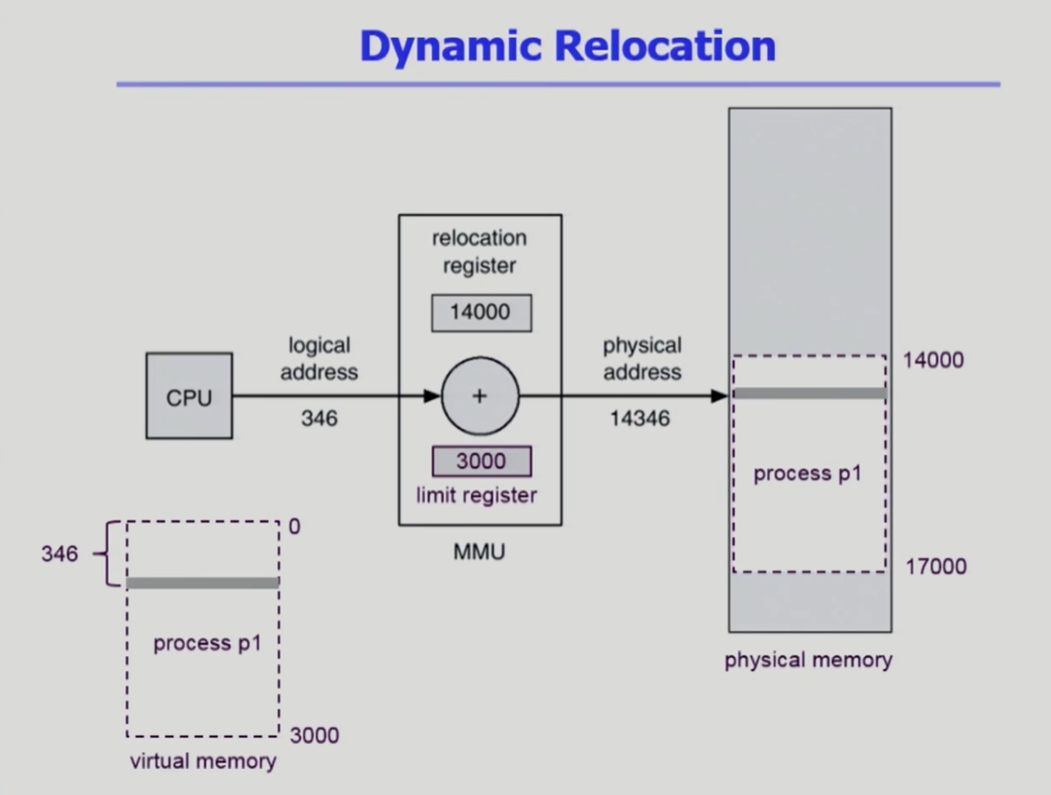 Dynamic Relocation
relocation
register
14000
logical
address
346
CPU
+
physical
address
14346
3000
limit register
MMU
14000
process p1
17000
physical memory
346
0
process p1
3000
virtual memory